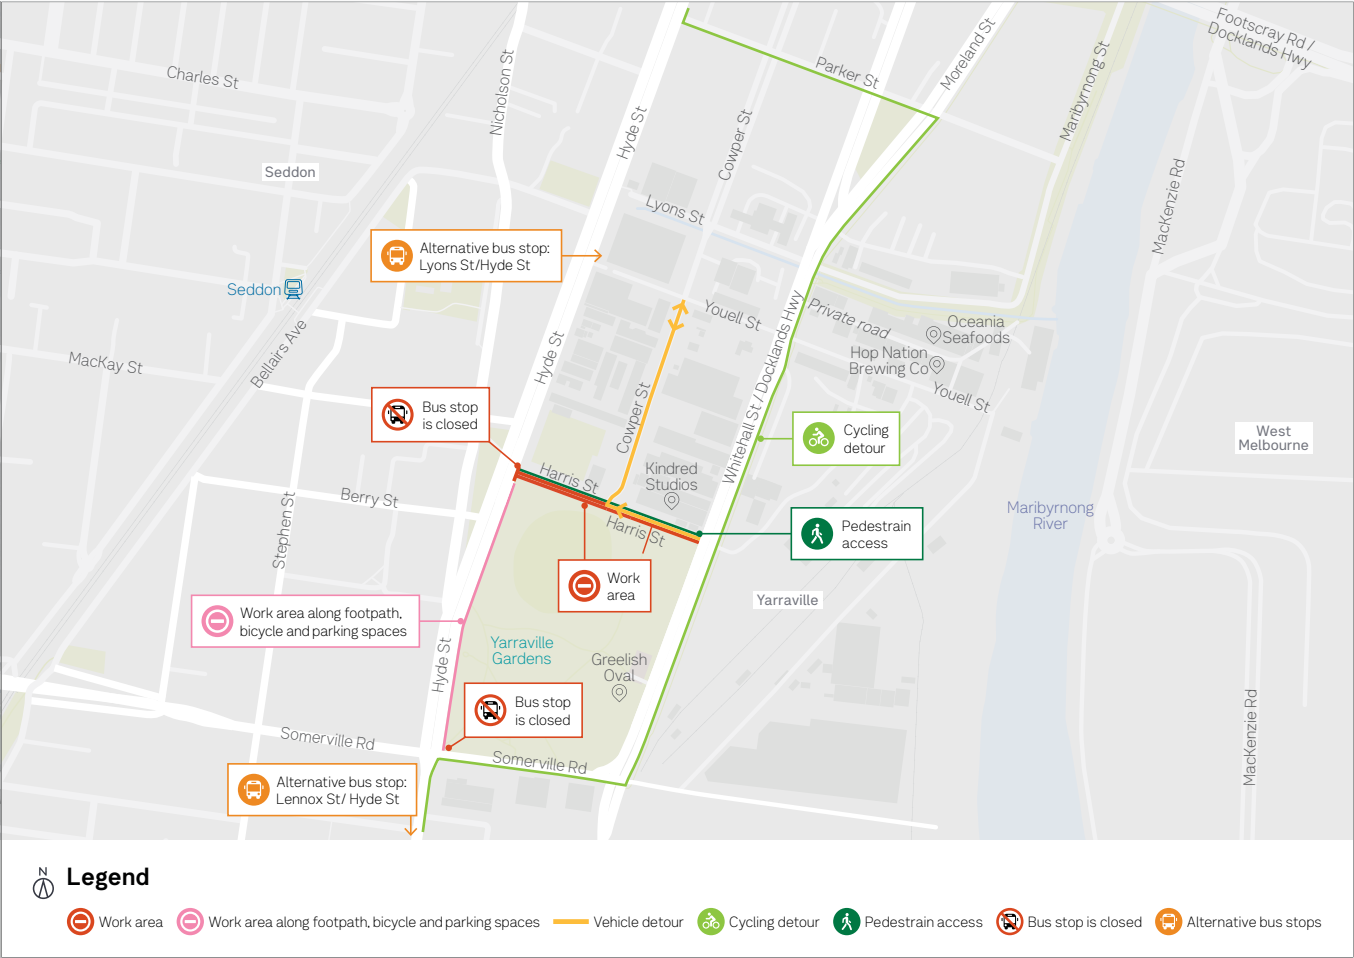 Footscray Rd /
Docklands Hwy
Charles St
Nicholson St
Hyde St
Cowper St
Parker St
Moreland St
Maribyrnong St
MacKenzie Rd
Seddon
Lyons St
Alternative bus stop:
Lyons St/Hyde St
Seddon
Bellairs Ave
MacKay St
Hyde St
Youell St
Private road
Oceania
Seafoods
Hop Nation
Brewing Co
Youell St
Whitehall St / Docklands Hwy
Cowper St
Bus stop
is closed
Cycling
detour
West
Melbourne
Harris St
Kindred
Studios
Berry St
Stephen St
Harris St
Maribyrnong
River
Pedestrain
access
Work
area
Yarraville
Work area along footpath,
bicycle and parking spaces
Hyde St
Yarraville
Gardens
Greelish
Oval
Bus stop
is closed
MacKenzie Rd
Somerville Rd
Somerville Rd
Alternative bus stop:
Lennox St/ Hyde St
N
Legend
Work area
Work area along footpath, bicycle and parking spaces
Vehicle detour
Cycling detour
Pedestrain access
Bus stop is closed
Alternative bus stops